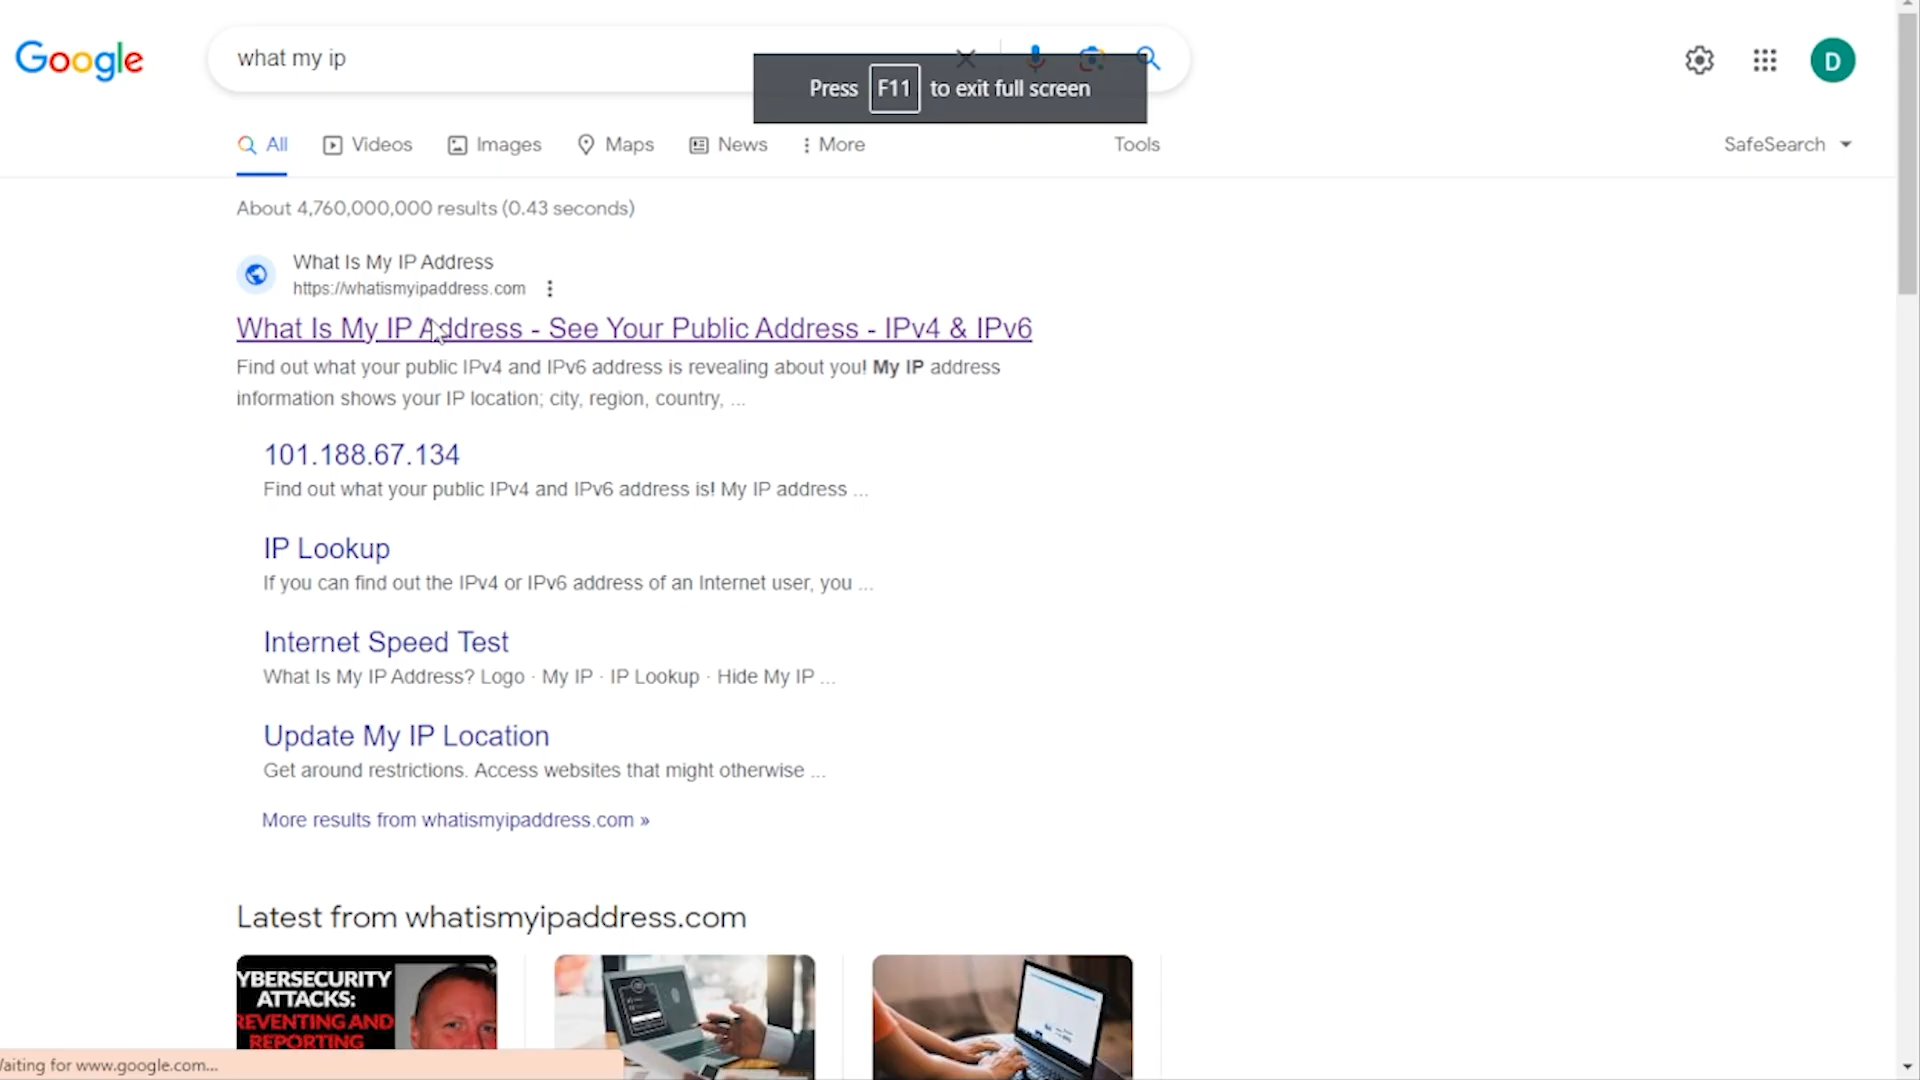 Google
what my ip
Press F11 to exit full screen
D
All
Videos
Images
Maps
News
More
Tools
SafeSearch
About 4,760,000,000 results (0.43 seconds)
What Is My IP Address
https://whatismyipaddress.com
What Is My IP Address - See Your Public Address - IPv4 & IPv6
Find out what your public IPv4 and IPv6 address is revealing about you! My IP address
information shows your IP location; city, region, country, ...
101.188.67.134
Find out what your public IPv4 and IPv6 address is! My IP address ...
IP Lookup
If you can find out the IPv4 or IPv6 address of an Internet user, you ...
Internet Speed Test
What Is My IP Address? Logo · My IP · IP Lookup · Hide My IP ...
Update My IP Location
Get around restrictions. Access websites that might otherwise ...
More results from whatismyipaddress.com »
Latest from whatismyipaddress.com
YBERSECURITY
ATTACKS:
REVENTING AND
REPORTING
aiting for www.google.com...